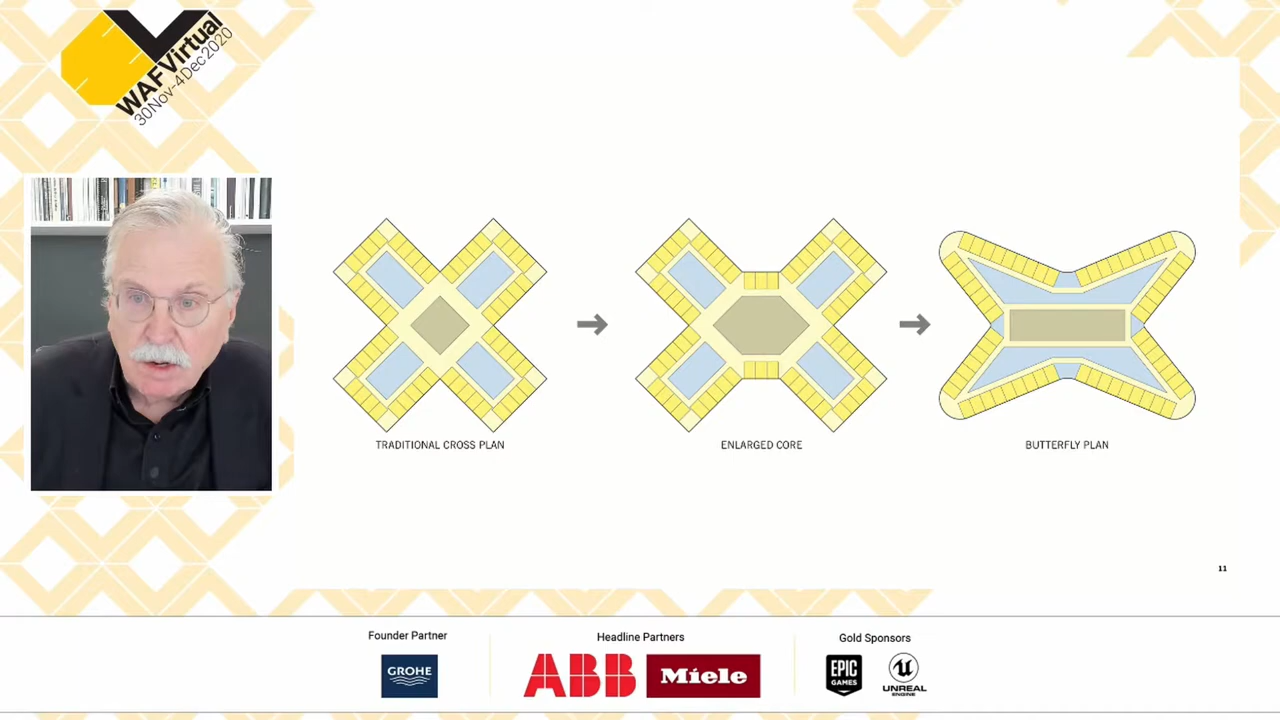 WAFVirtual
30Nov-4Dec2020
TRADITIONAL CROSS PLAN
ENLARGED CORE
BUTTERFLY PLAN
11
Founder Partner
Headline Partners
Gold Sponsors
GROHE
ABB
Miele
EPIC
GAMES
UNREAL
ENGINE